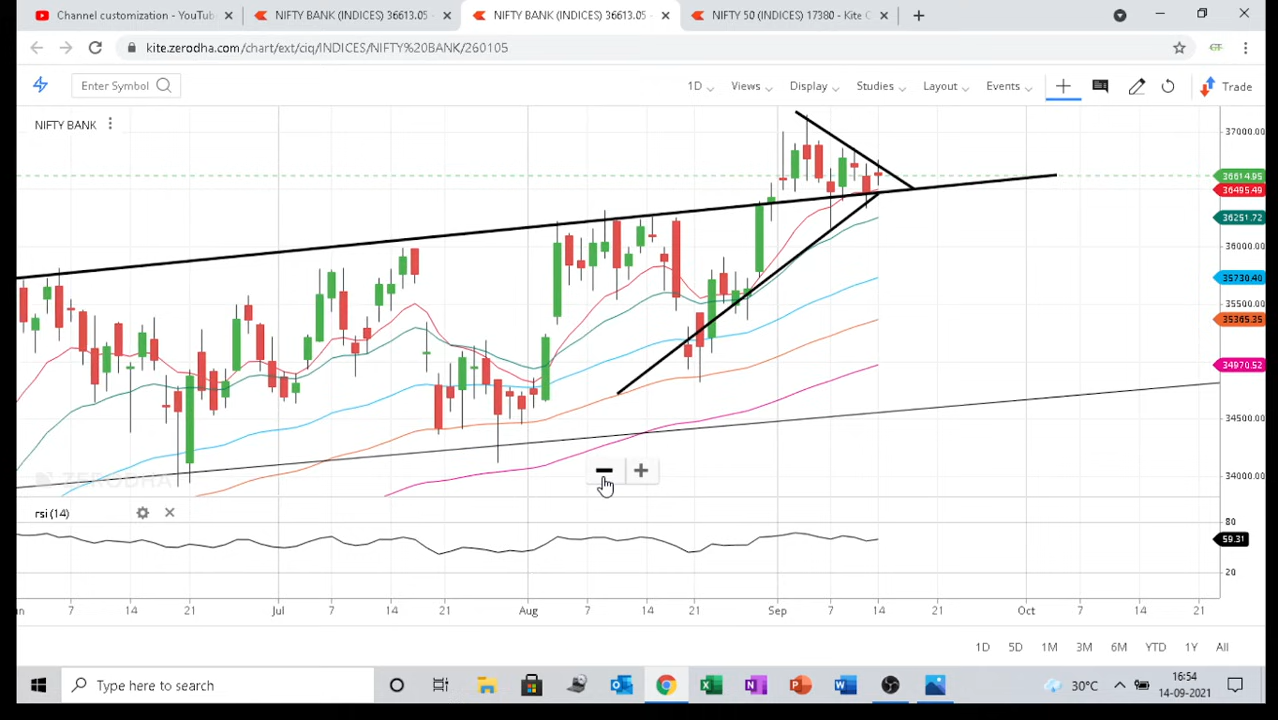 Channel customization - YouTub
NIFTY BANK (INDICES) 36613.05 -
NIFTY BANK (INDICES) 36613.05 -
NIFTY 50 (INDICES) 17380 - Kite C
kite.zerodha.com/chart/ext/ciq/INDICES/NIFTY%20BANK/260105
Enter Symbol
1D Views Display Studies Layout Events Trade
NIFTY BANK
37000.00
36614.95
36495.49
36251.72
36000.00
35730.40
35500.00
35365.35
34970.52
34500.00
34000.00
ZERODHA
rsi (14)
80
59.31
20
7 14 21 Jul 7 14 21 Aug 7 14 21 Sep 7 14 21 Oct 7 14 21
1D 5D 1M 3M 6M YTD 1Y All
Type here to search
30°C
16:54
14-09-2021